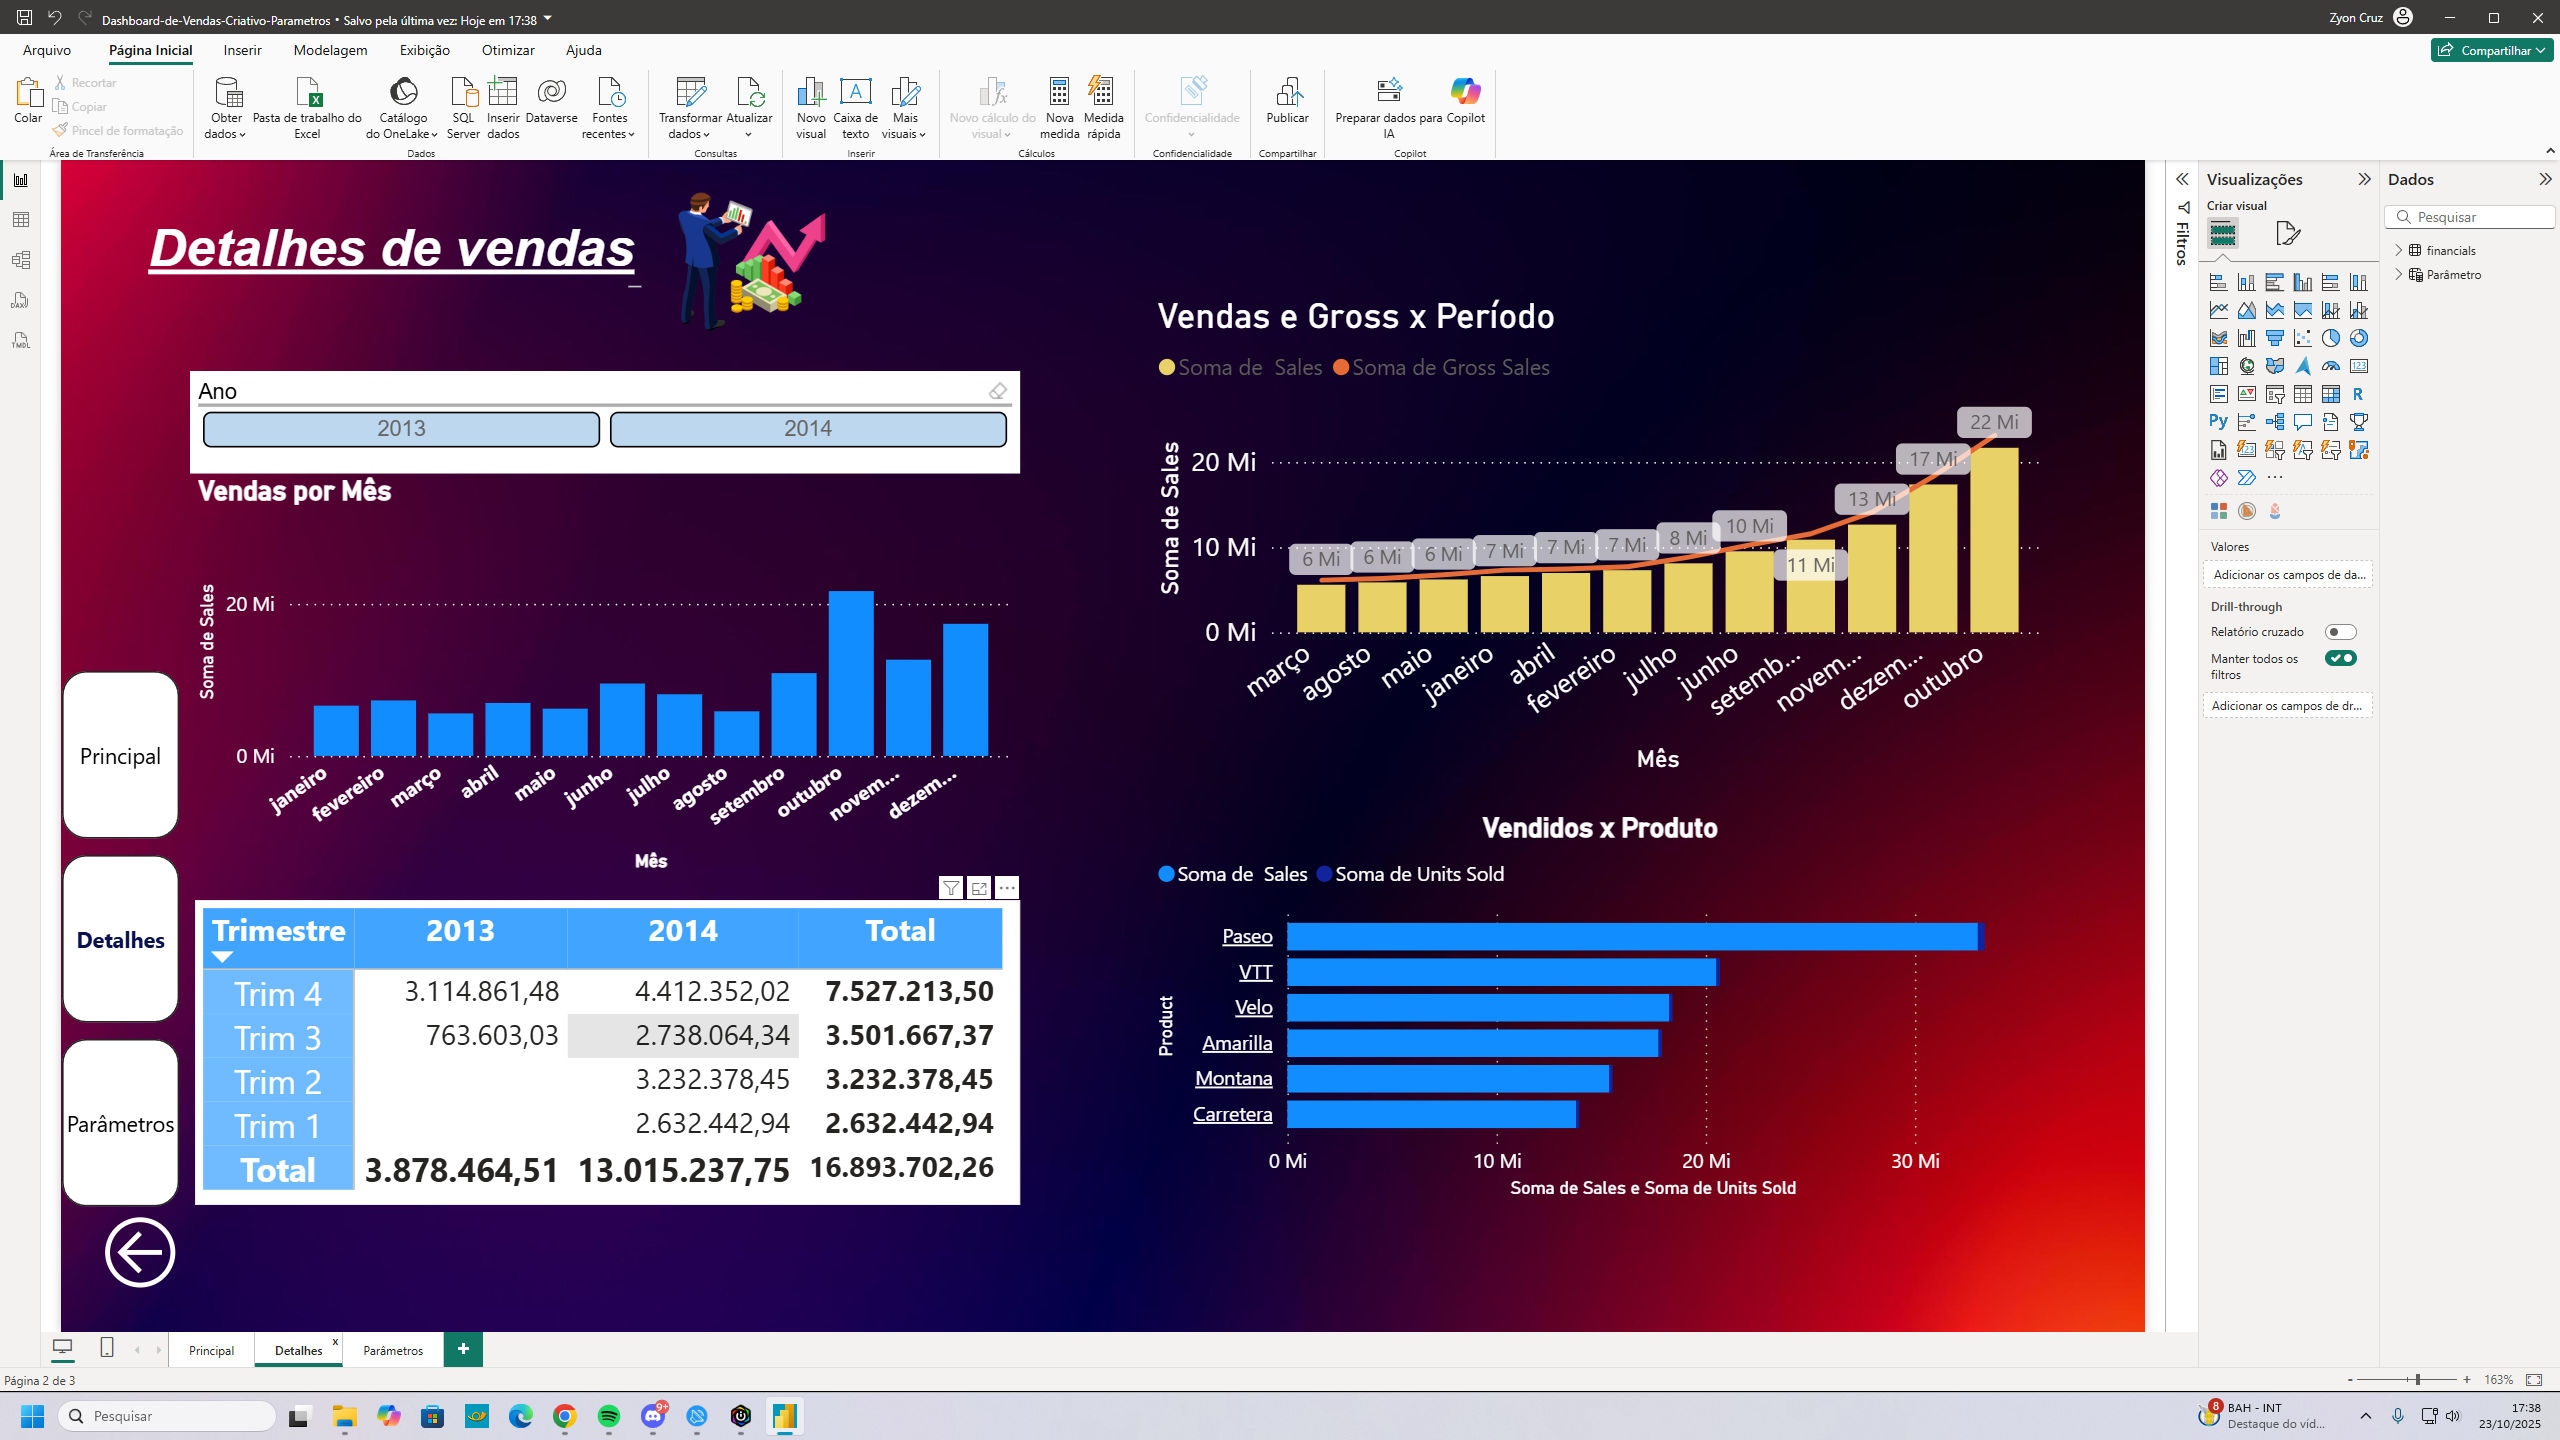 Dashboard-de-Vendas-Criativo-Parametros • Salvo pela última vez: Hoje em 17:38
Zyon Cruz
Arquivo
Página Inicial
Inserir
Modelagem
Exibição
Otimizar
Ajuda
Compartilhar
Colar
Recortar
Copiar
Pincel de formatação
Área de Transferência
Obter dados
Pasta de trabalho do Excel
Catálogo do OneLake
SQL Server
Inserir dados
Dataverse
Fontes recentes
Dados
Transformar dados
Atualizar
Consultas
Novo visual
Caixa de texto
Mais visuais
Inserir
Novo cálculo do visual
Nova medida
Medida rápida
Cálculos
Confidencialidade
Confidencialidade
Publicar
Compartilhar
Preparar dados para IA
Copilot
Copilot
DAX
TMDL
Detalhes de vendas
Ano
2013
2014
Vendas por Mês
Soma de Sales
20 Mi
0 Mi
janeiro
fevereiro
março
abril
maio
junho
julho
agosto
setembro
outubro
novem...
dezem...
Mês
Principal
Detalhes
Parâmetros
Trimestre 2013 2014 Total
Trim 4 3.114.861,48 4.412.352,02 7.527.213,50
Trim 3 763.603,03 2.738.064,34 3.501.667,37
Trim 2 3.232.378,45 3.232.378,45
Trim 1 2.632.442,94 2.632.442,94
Total 3.878.464,51 13.015.237,75 16.893.702,26
Vendas e Gross x Período
Soma de Sales
Soma de Gross Sales
Soma de Sales
20 Mi
10 Mi
0 Mi
6 Mi
6 Mi
6 Mi
7 Mi
7 Mi
7 Mi
8 Mi
10 Mi
11 Mi
13 Mi
17 Mi
22 Mi
março
agosto
maio
janeiro
abril
fevereiro
julho
junho
setemb...
novem...
dezem...
outubro
Mês
Vendidos x Produto
Soma de Sales
Soma de Units Sold
Product
Paseo
VTT
Velo
Amarilla
Montana
Carretera
0 Mi
10 Mi
20 Mi
30 Mi
Soma de Sales e Soma de Units Sold
Filtros
Visualizações
Criar visual
123
R
Py
Valores
Adicionar os campos de da...
Drill-through
Relatório cruzado
Manter todos os filtros
Adicionar os campos de dr...
Dados
Pesquisar
financials
Parâmetro
Principal
Detalhes
x
Parâmetros
+
Página 2 de 3
- + 163%
Pesquisar
9+
8
BAH - INT
Destaque do víd...
17:38
23/10/2025